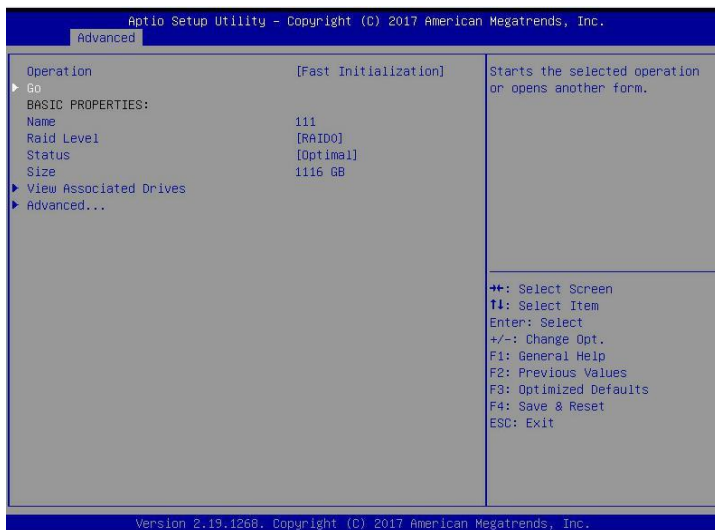 Aptio Setup Utility – Copyright (C) 2017 American Megatrends, Inc.
Advanced
Operation [Fast Initialization]
Go
BASIC PROPERTIES:
Name 111
Raid Level [RAID0]
Status [Optimal]
Size 1116 GB
View Associated Drives
Advanced...
Starts the selected operation
or opens another form.
→←: Select Screen
↑↓: Select Item
Enter: Select
+/-: Change Opt.
F1: General Help
F2: Previous Values
F3: Optimized Defaults
F4: Save & Reset
ESC: Exit
Version 2.19.1268. Copyright (C) 2017 American Megatrends, Inc.